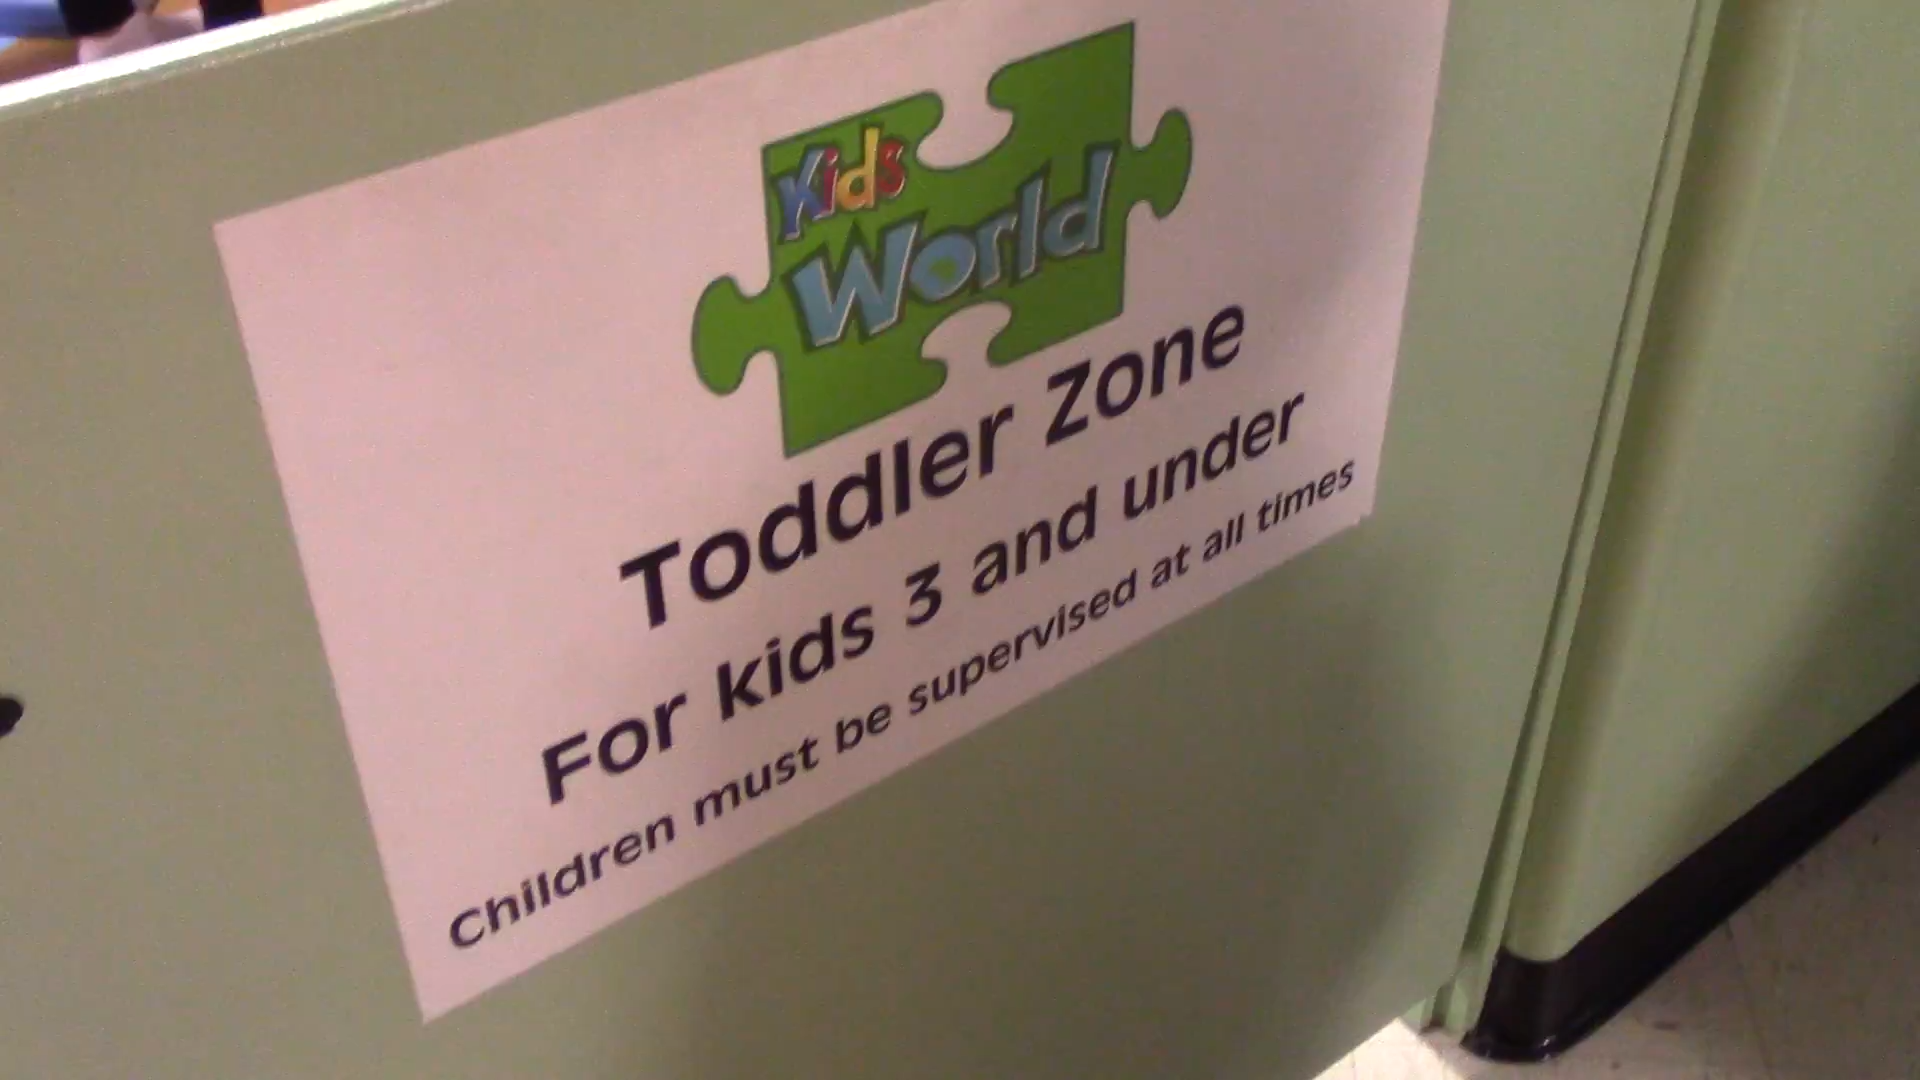 Kids
World
Toddler Zone
For kids 3 and under
Children must be supervised at all times